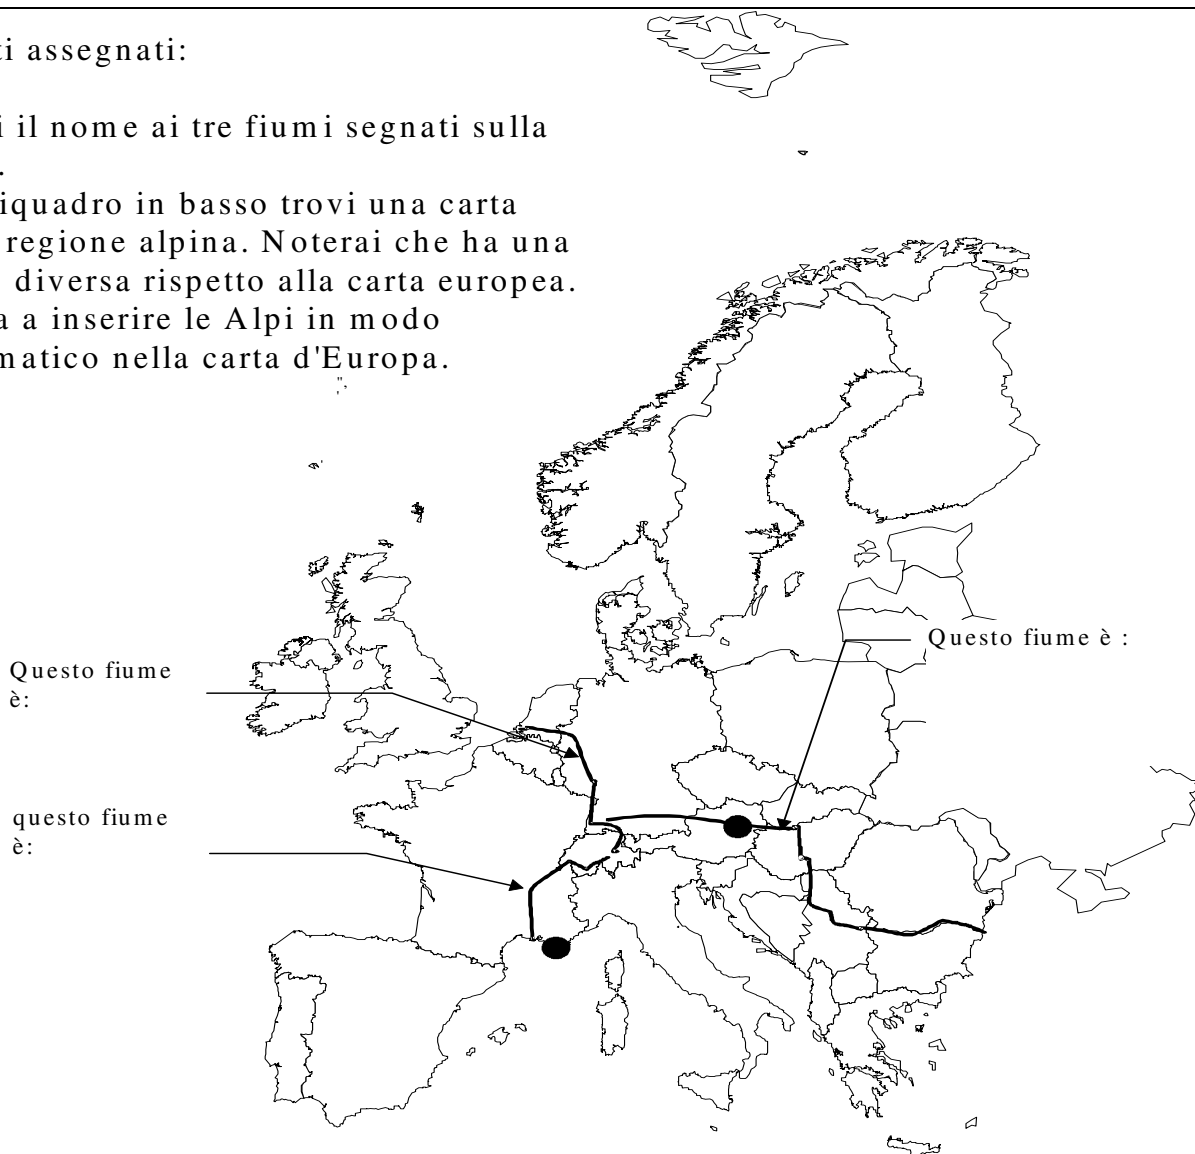 ti assegnati:
i il nome ai tre fiumi segnati sulla
.
iquadro in basso trovi una carta
regione alpina. Noterai che ha una
diversa rispetto alla carta europea.
a a inserire le Alpi in modo
matico nella carta d'Europa.
Questo fiume è :
Questo fiume
è:
questo fiume
è: